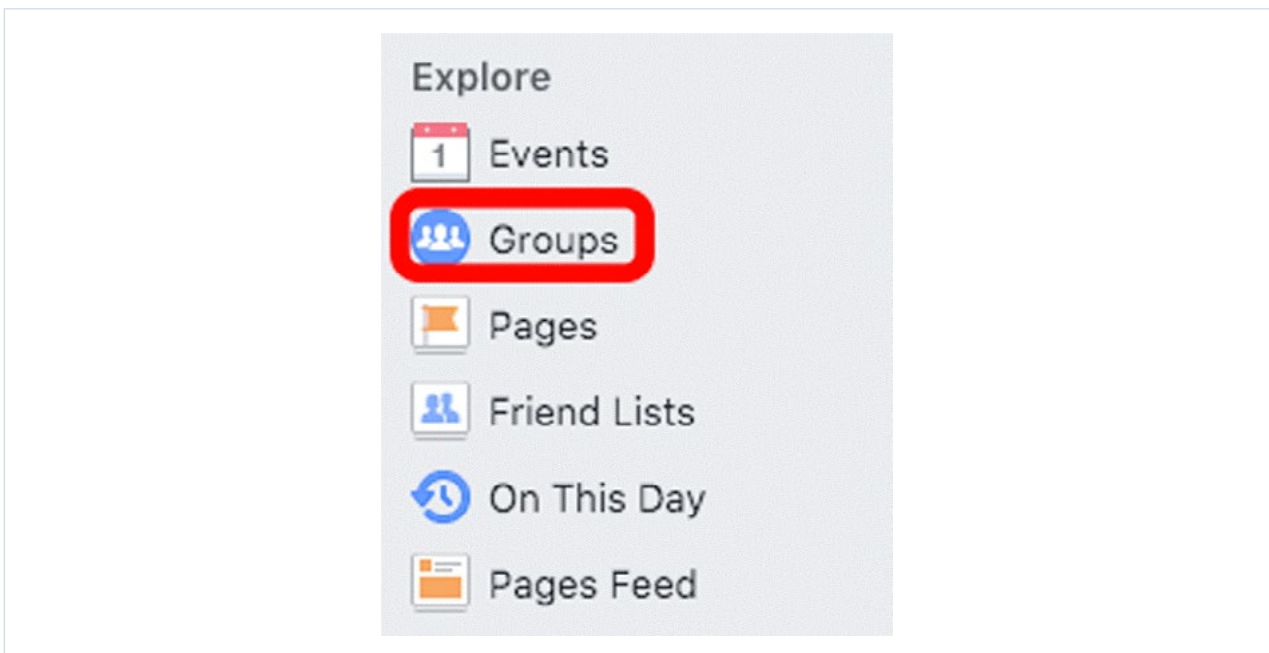 Explore
1
Events
Groups
Pages
Friend Lists
On This Day
Pages Feed